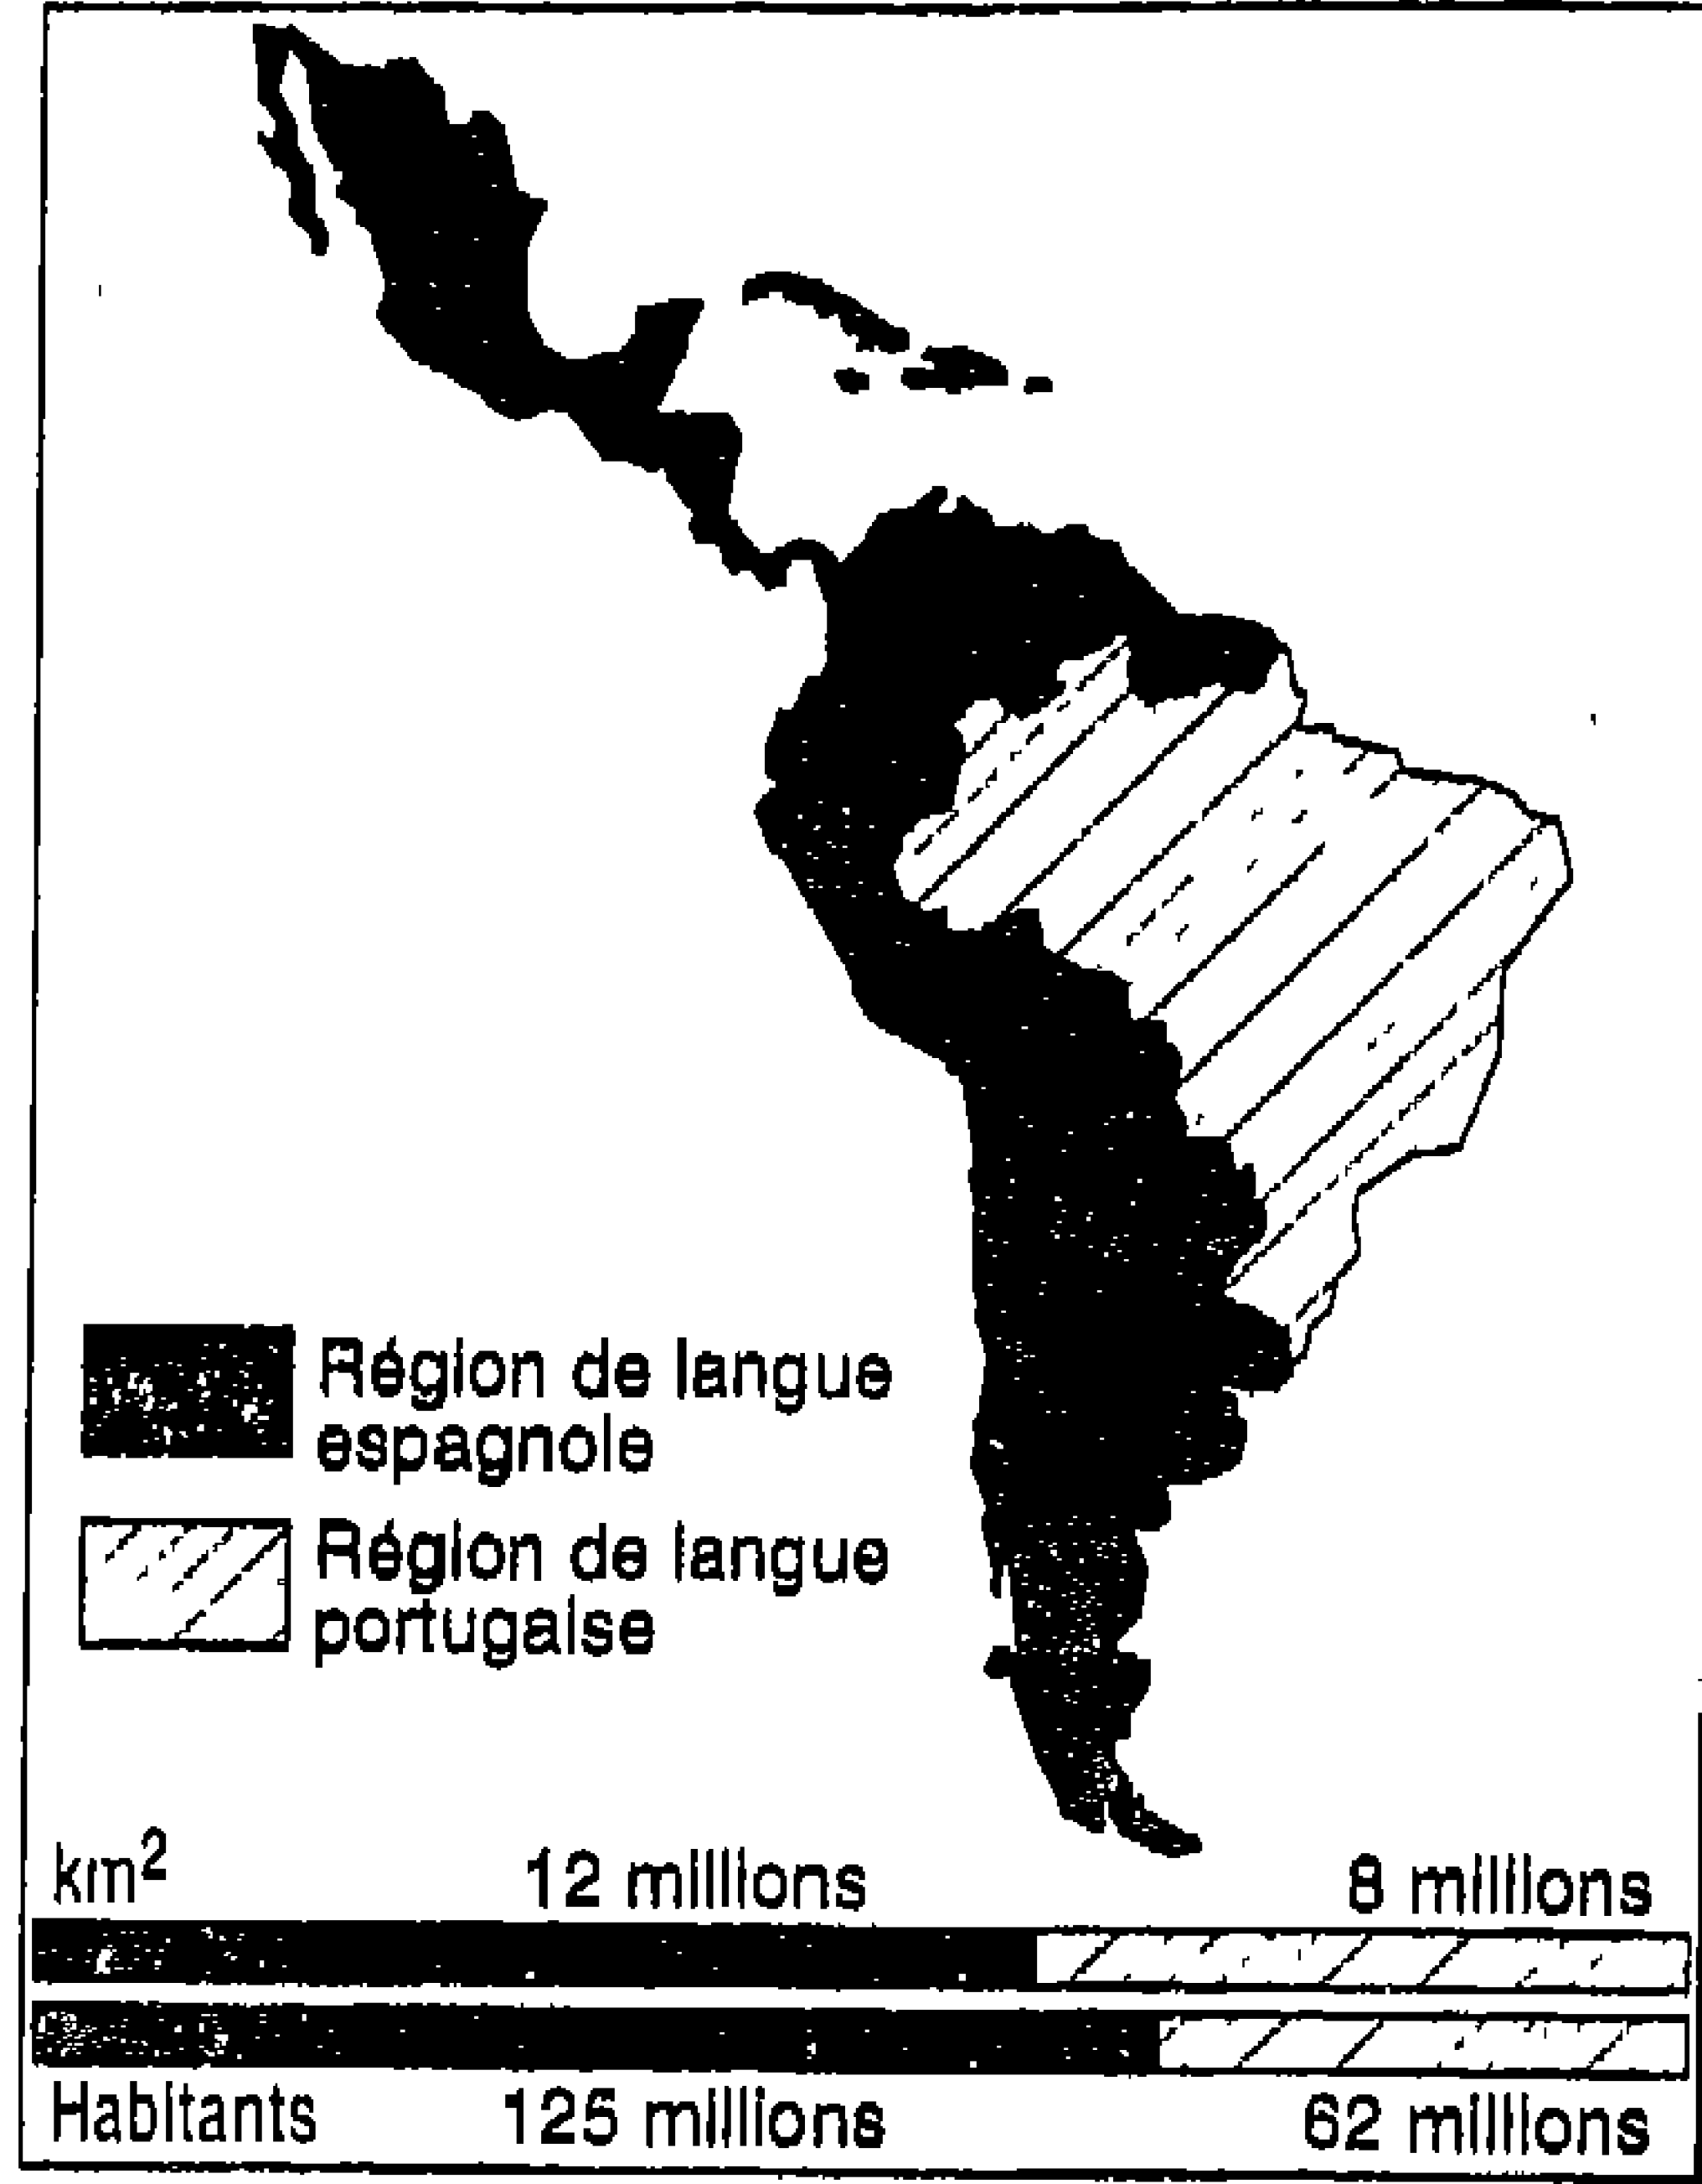 Région de langue
espagnole
Région de langue
portugaise
km² 12 millions 8 millions
Habitants 125 millions 62 millions